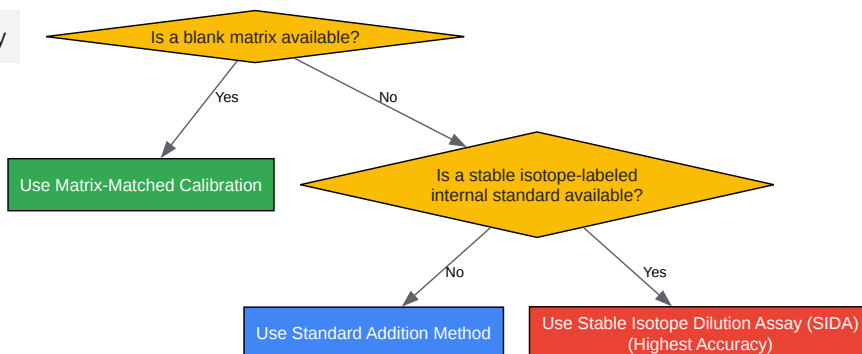 y
Is a blank matrix available?
Yes
No
Use Matrix-Matched Calibration
Is a stable isotope-labeled
internal standard available?
No
Yes
Use Standard Addition Method
Use Stable Isotope Dilution Assay (SIDA)
(Highest Accuracy)